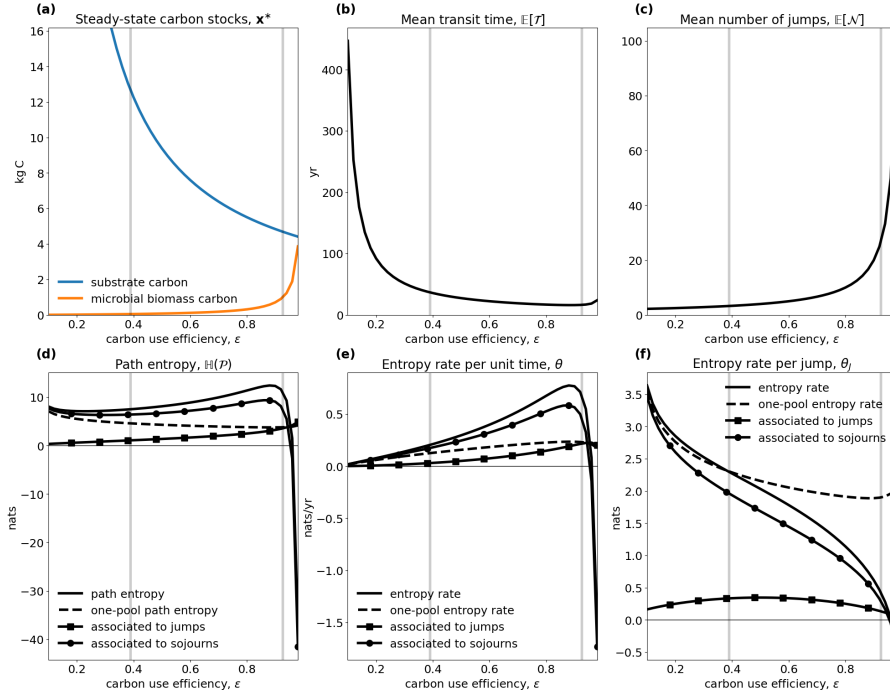 (a) Steady-state carbon stocks, x*
16
14
12
10
8
6
4
2
0
kg C
substrate carbon
microbial biomass carbon
0.2 0.4 0.6 0.8
carbon use efficiency, ε
(b) Mean transit time, 𝔼[𝒯]
400
300
200
100
0
yr
0.2 0.4 0.6 0.8
carbon use efficiency, ε
(c) Mean number of jumps, 𝔼[𝒩]
100
80
60
40
20
0
0.2 0.4 0.6 0.8
carbon use efficiency, ε
(d) Path entropy, ℍ(𝒫)
10
0
−10
−20
−30
−40
nats
path entropy
one-pool path entropy
associated to jumps
associated to sojourns
0.2 0.4 0.6 0.8
carbon use efficiency, ε
(e) Entropy rate per unit time, θ
0.5
0.0
−0.5
−1.0
−1.5
nats/yr
entropy rate
one-pool entropy rate
associated to jumps
associated to sojourns
0.2 0.4 0.6 0.8
carbon use efficiency, ε
(f) Entropy rate per jump, θJ
3.5
3.0
2.5
2.0
1.5
1.0
0.5
0.0
−0.5
nats
entropy rate
one-pool entropy rate
associated to jumps
associated to sojourns
0.2 0.4 0.6 0.8
carbon use efficiency, ε